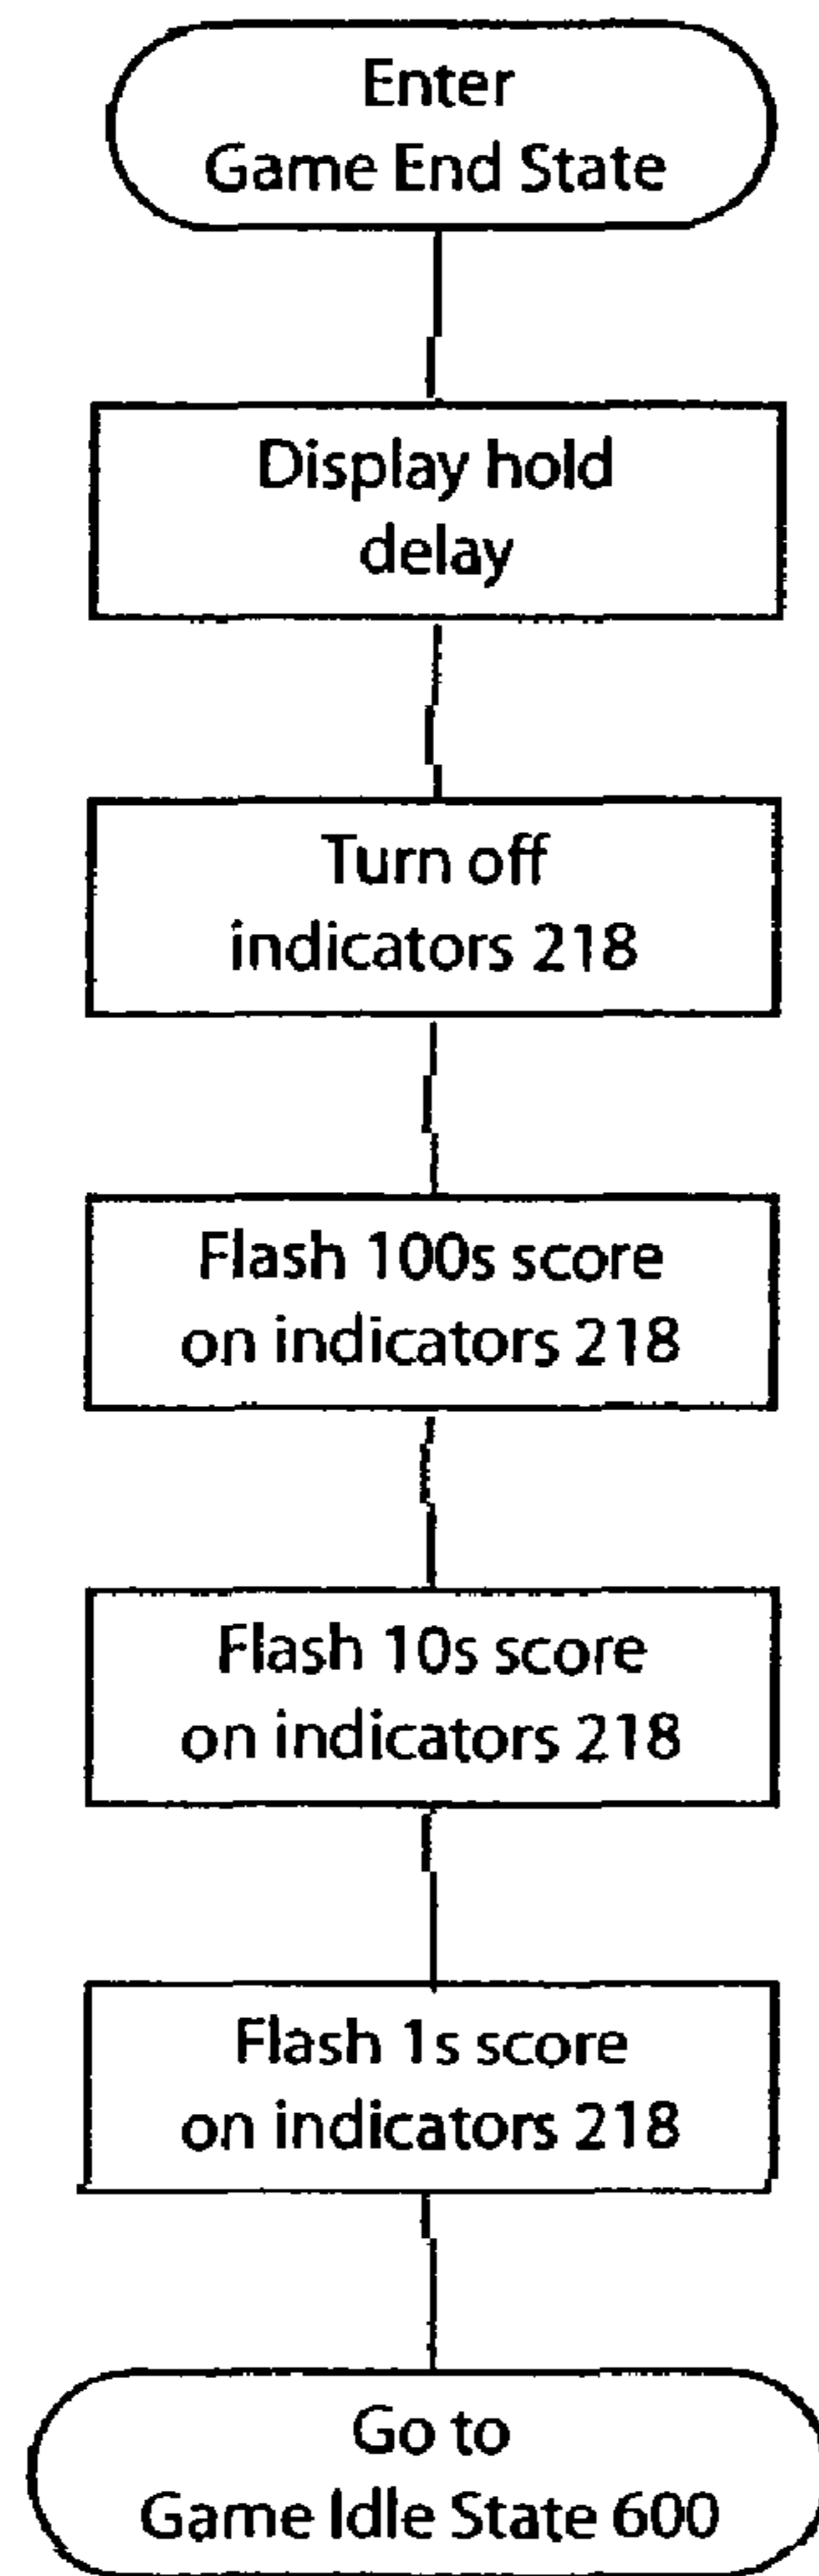 Enter
Game End State
Display hold
delay
Turn off
indicators 218
Flash 100s score
on indicators 218
Flash 10s score
on indicators 218
Flash 1s score
on indicators 218
Go to
Game Idle State 600